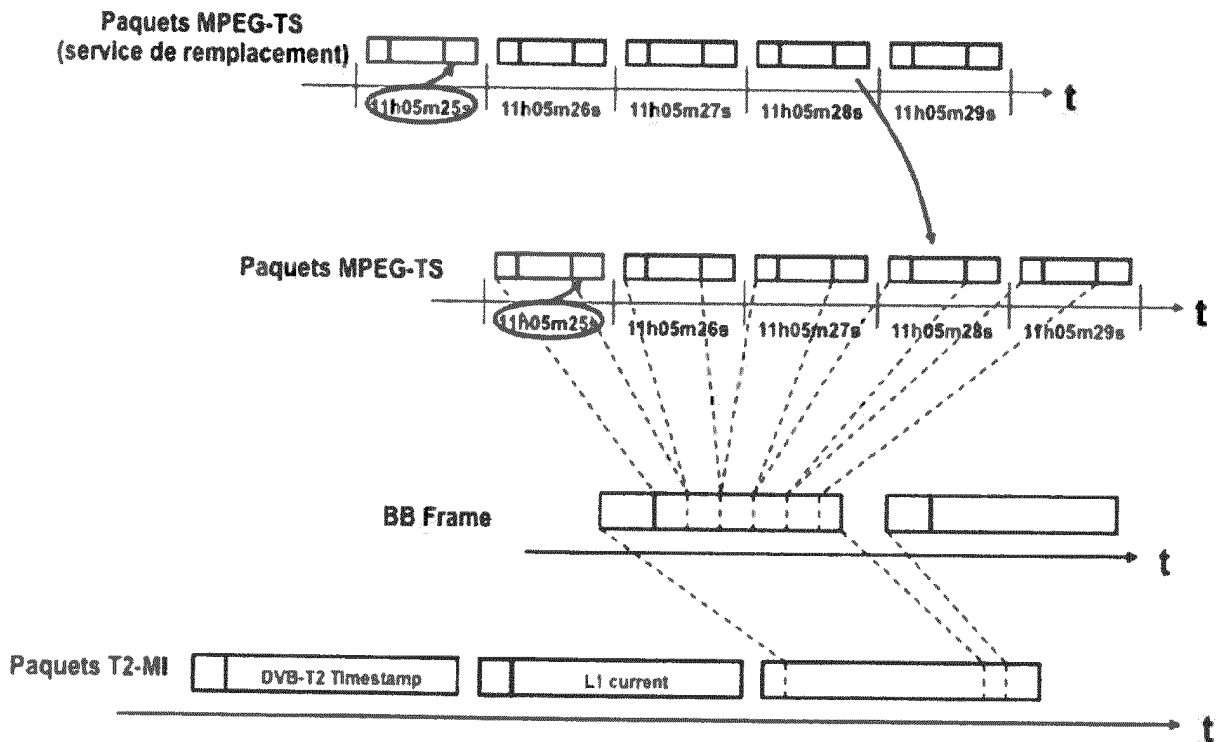 Paquets MPEG-TS
(service de remplacement)
11h05m25s 11h05m26s 11h05m27s 11h05m28s 11h05m29s
t
Paquets MPEG-TS
11h05m25s 11h05m26s 11h05m27s 11h05m28s 11h05m29s
t
BB Frame
t
Paquets T2-MI
DVB-T2 Timestamp
L1 current
t